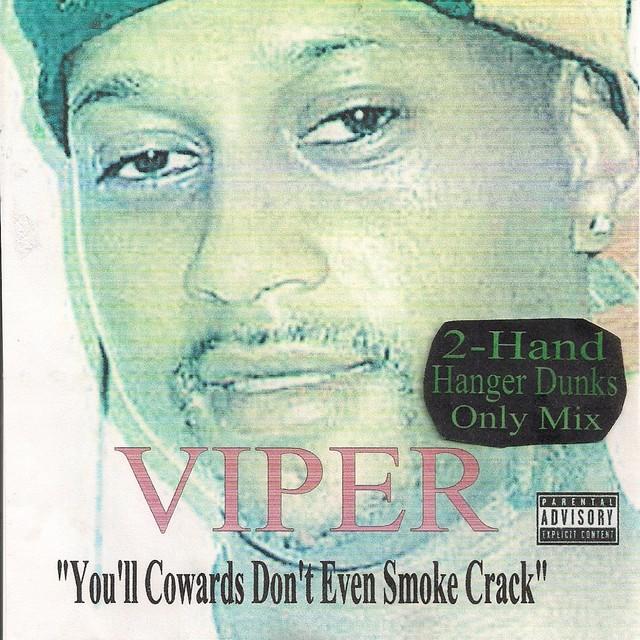 2-Hand
Hanger Dunks
Only Mix
VIPER
PARENTAL
ADVISORY
EXPLICIT CONTENT
"You'll Cowards Don't Even Smoke Crack"